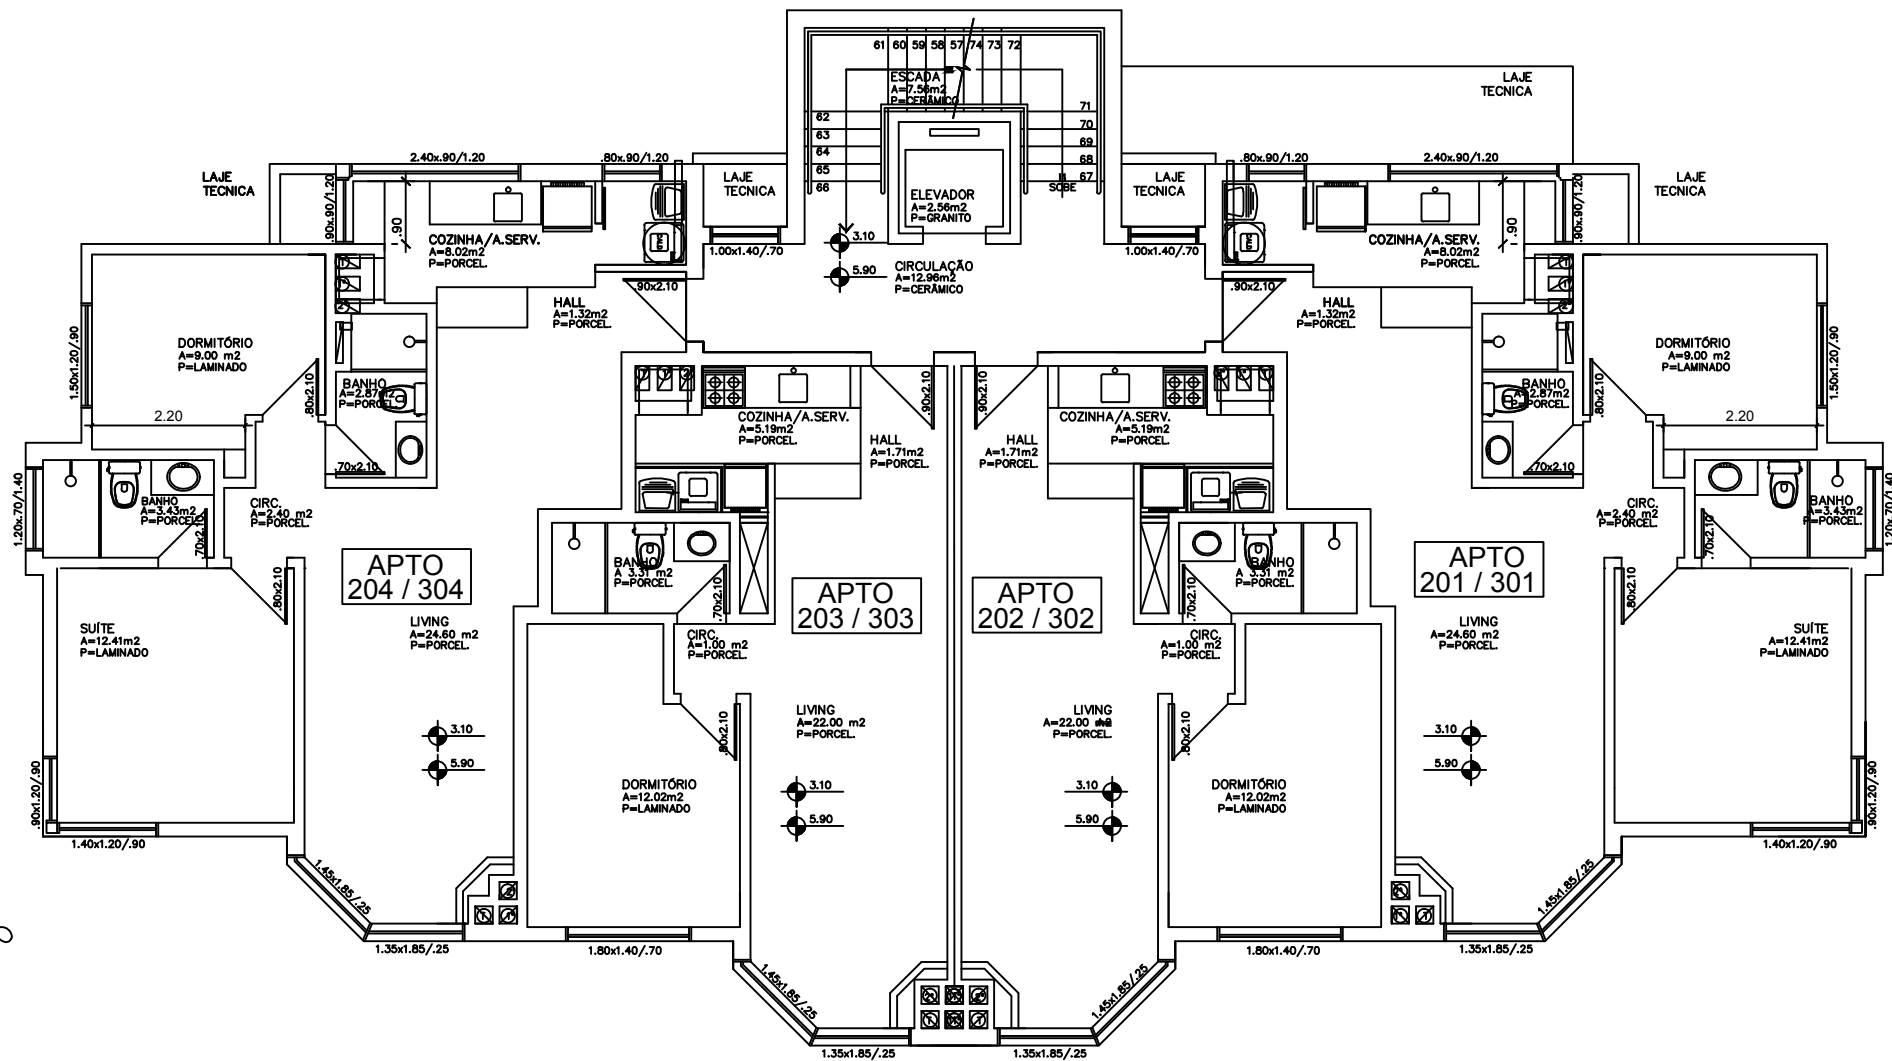 61 60 59 58 57 74 73 72
ESCADA
A=7.56m2
P=CERÂMICO
62
63
64
65
66
71
70
69
68
67
SOBE
LAJE
TECNICA
LAJE
TECNICA
LAJE
TECNICA
LAJE
TECNICA
LAJE
TECNICA
2.40x.90/1.20
.80x.90/1.20
.80x.90/1.20
2.40x.90/1.20
.90x.90/1.20
.90
.90x.90/1.20
.90
ELEVADOR
A=2.56m2
P=GRANITO
COZINHA/A.SERV.
A=8.02m2
P=PORCEL.
COZINHA/A.SERV.
A=8.02m2
P=PORCEL.
1.00x1.40/.70
1.00x1.40/.70
3.10
5.90
CIRCULAÇÃO
A=12.96m2
P=CERÂMICO
.90x2.10
.90x2.10
HALL
A=1.32m2
P=PORCEL.
HALL
A=1.32m2
P=PORCEL.
DORMITÓRIO
A=9.00 m2
P=LAMINADO
DORMITÓRIO
A=9.00 m2
P=LAMINADO
1.50x1.20/.90
1.50x1.20/.90
2.20
2.20
.80x2.10
.80x2.10
BANHO
A=2.87m2
P=PORCEL.
BANHO
A=2.87m2
P=PORCEL.
.70x2.10
.70x2.10
COZINHA/A.SERV.
A=5.19m2
P=PORCEL.
COZINHA/A.SERV.
A=5.19m2
P=PORCEL.
.90x2.10
.90x2.10
HALL
A=1.71m2
P=PORCEL.
HALL
A=1.71m2
P=PORCEL.
1.20x.70/1.40
1.20x.70/1.40
BANHO
A=3.43m2
P=PORCEL.
BANHO
A=3.43m2
P=PORCEL.
.70x2.10
.70x2.10
CIRC.
A=2.40 m2
P=PORCEL.
CIRC.
A=2.40 m2
P=PORCEL.
APTO
204 / 304
APTO
203 / 303
APTO
202 / 302
APTO
201 / 301
BANHO
A 3.31 m2
P=PORCEL.
BANHO
A 3.31 m2
P=PORCEL.
.70x2.10
.70x2.10
.80x2.10
.80x2.10
SUÍTE
A=12.41m2
P=LAMINADO
SUÍTE
A=12.41m2
P=LAMINADO
LIVING
A=24.60 m2
P=PORCEL.
LIVING
A=24.60 m2
P=PORCEL.
CIRC.
A=1.00 m2
P=PORCEL.
CIRC.
A=1.00 m2
P=PORCEL.
LIVING
A=22.00 m2
P=PORCEL.
LIVING
A=22.00 m2
P=PORCEL.
.80x2.10
.80x2.10
3.10
5.90
3.10
5.90
3.10
5.90
3.10
5.90
DORMITÓRIO
A=12.02m2
P=LAMINADO
DORMITÓRIO
A=12.02m2
P=LAMINADO
.90x1.20/.90
.90x1.20/.90
1.40x1.20/.90
1.40x1.20/.90
1.45x1.85/.25
1.45x1.85/.25
1.35x1.85/.25
1.80x1.40/.70
1.80x1.40/.70
1.35x1.85/.25
1.45x1.85/.25
1.45x1.85/.25
1.35x1.85/.25
1.35x1.85/.25